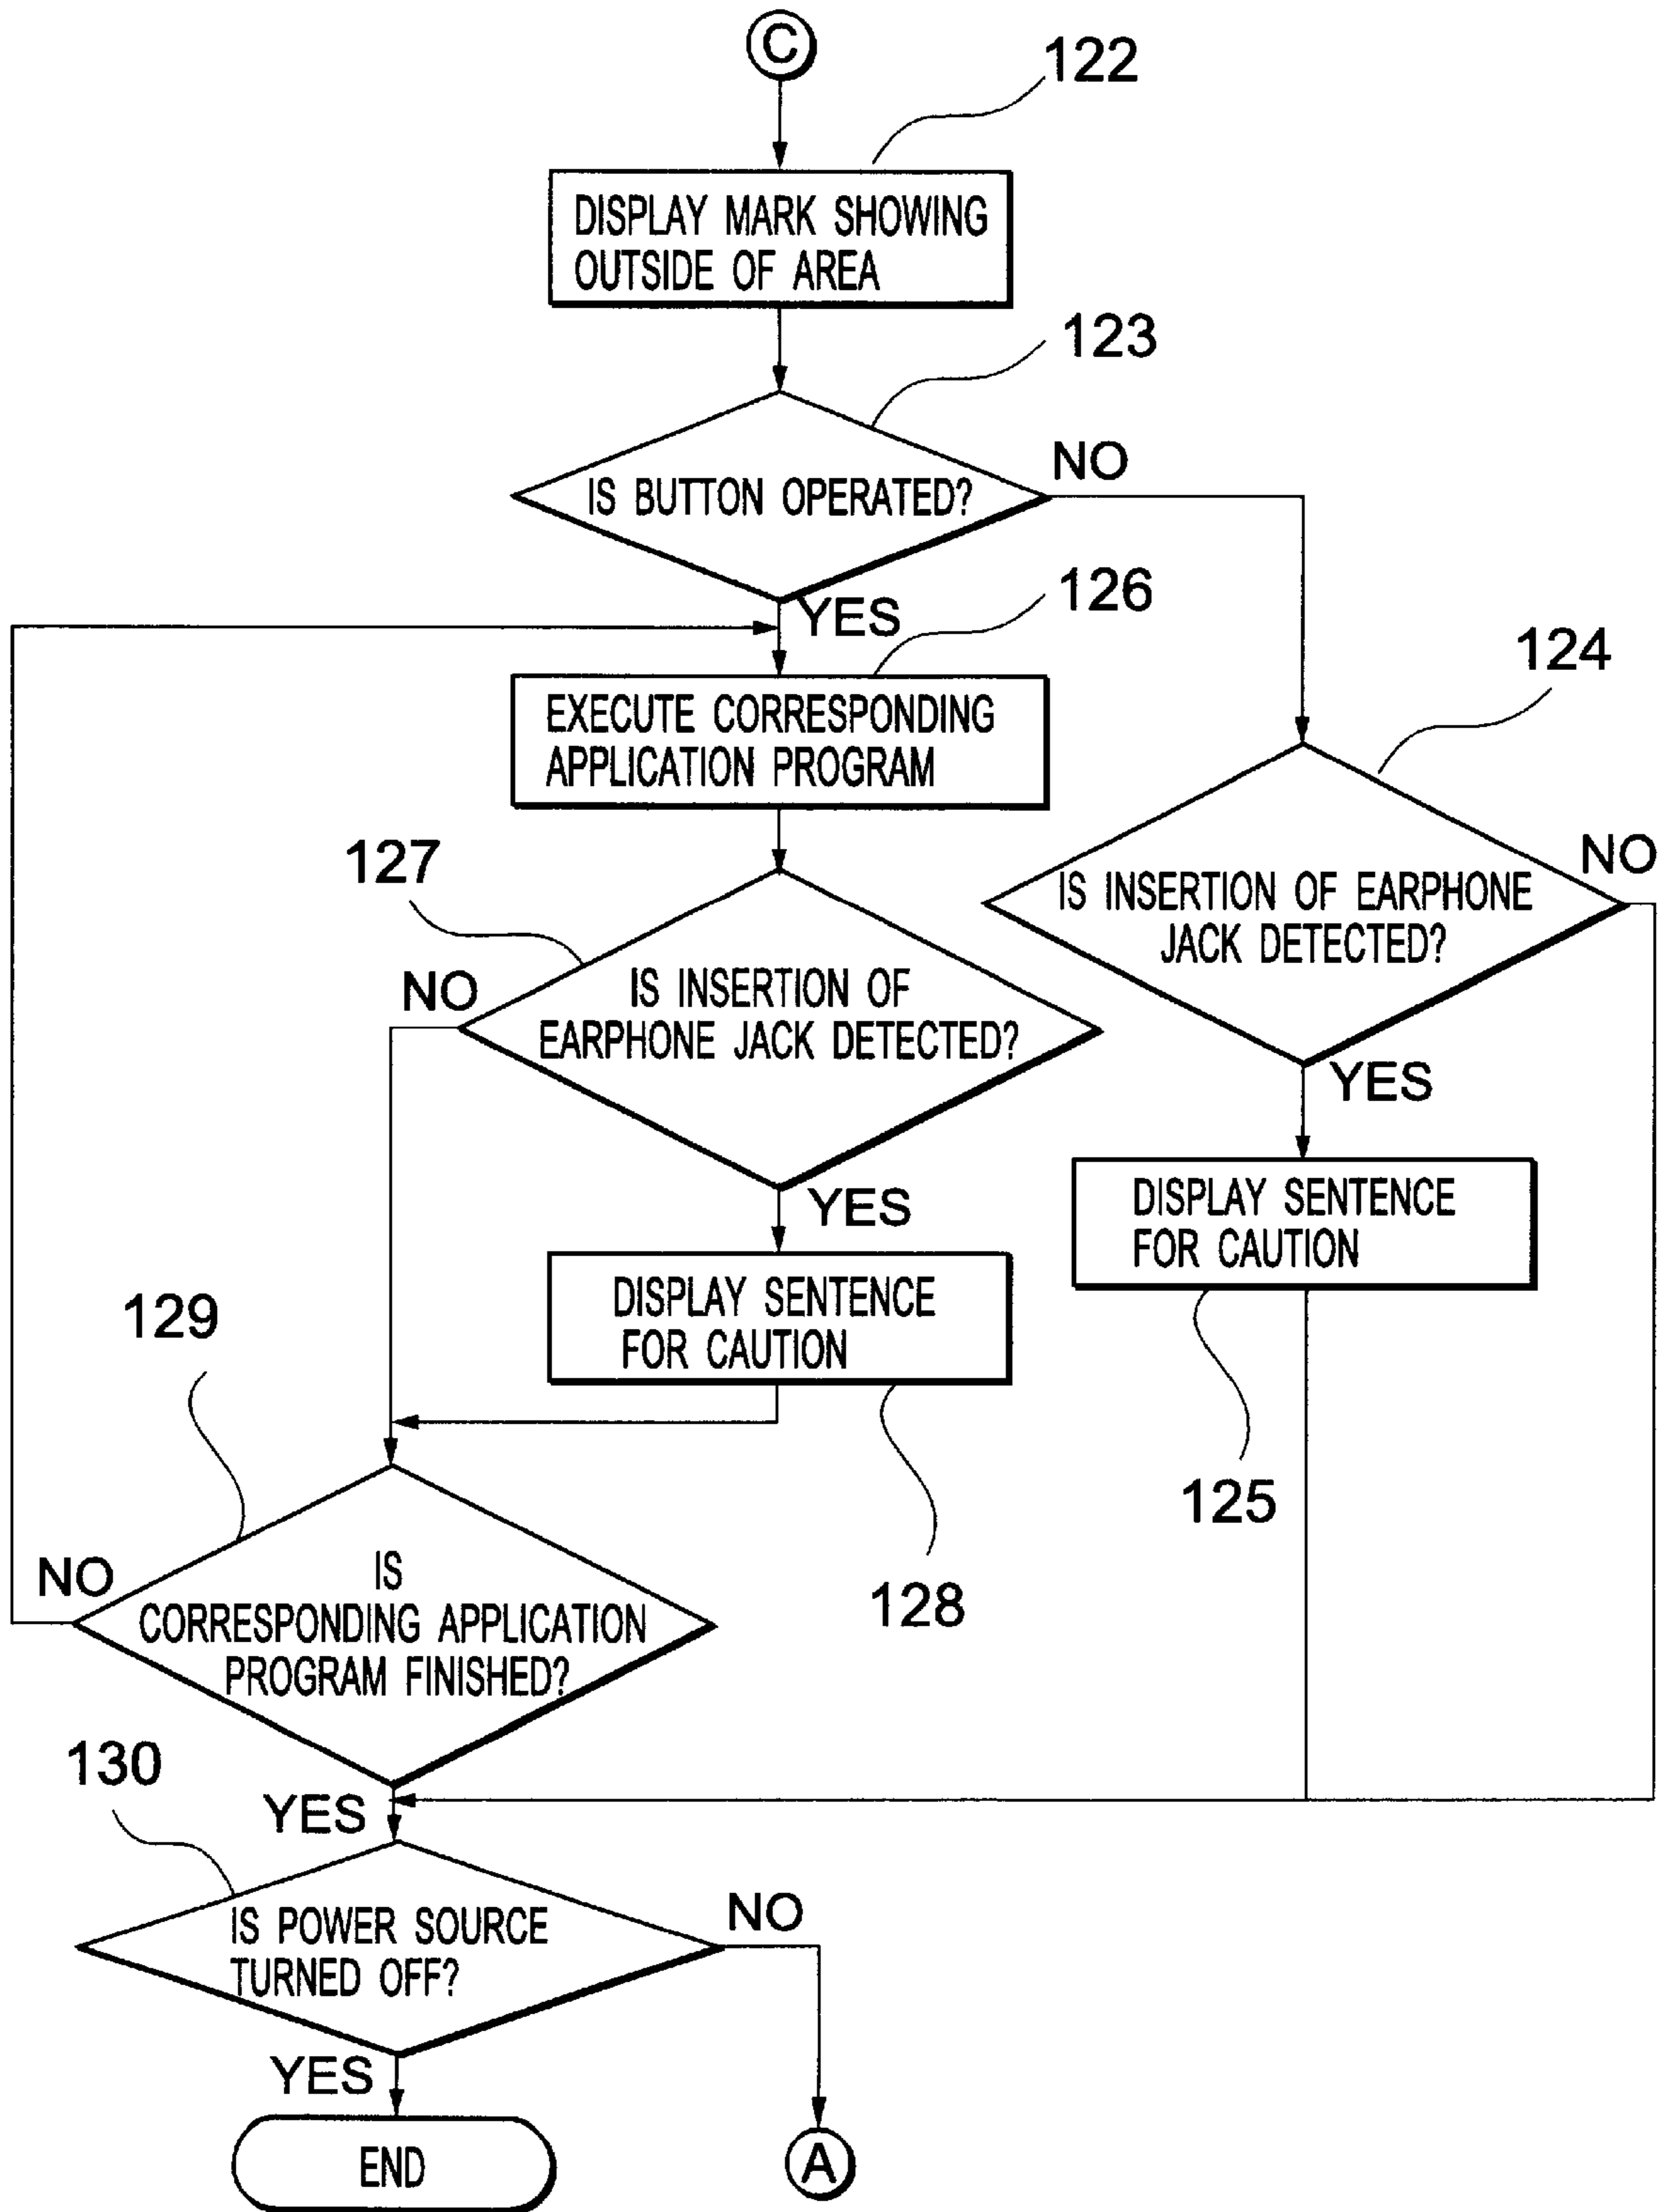 C
122
DISPLAY MARK SHOWING
OUTSIDE OF AREA
123
IS BUTTON OPERATED?
NO
YES
126
EXECUTE CORRESPONDING
APPLICATION PROGRAM
124
IS INSERTION OF EARPHONE
JACK DETECTED?
NO
YES
127
IS INSERTION OF
EARPHONE JACK DETECTED?
NO
YES
DISPLAY SENTENCE
FOR CAUTION
125
DISPLAY SENTENCE
FOR CAUTION
128
129
IS
CORRESPONDING APPLICATION
PROGRAM FINISHED?
NO
YES
130
IS POWER SOURCE
TURNED OFF?
NO
YES
END
A